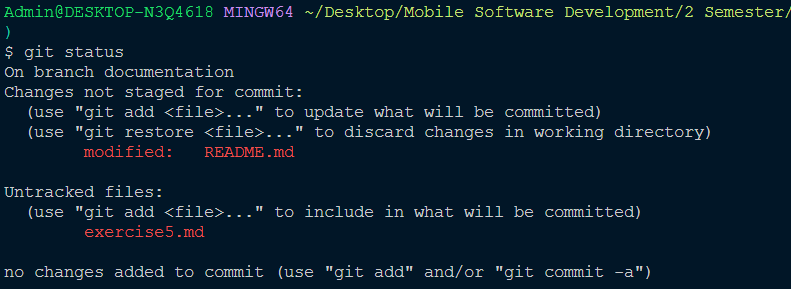 Admin@DESKTOP-N3Q4618 MINGW64 ~/Desktop/Mobile Software Development/2 Semester/
)
$ git status
On branch documentation
Changes not staged for commit:
  (use "git add <file>..." to update what will be committed)
  (use "git restore <file>..." to discard changes in working directory)
        modified:   README.md

Untracked files:
  (use "git add <file>..." to include in what will be committed)
        exercise5.md

no changes added to commit (use "git add" and/or "git commit -a")